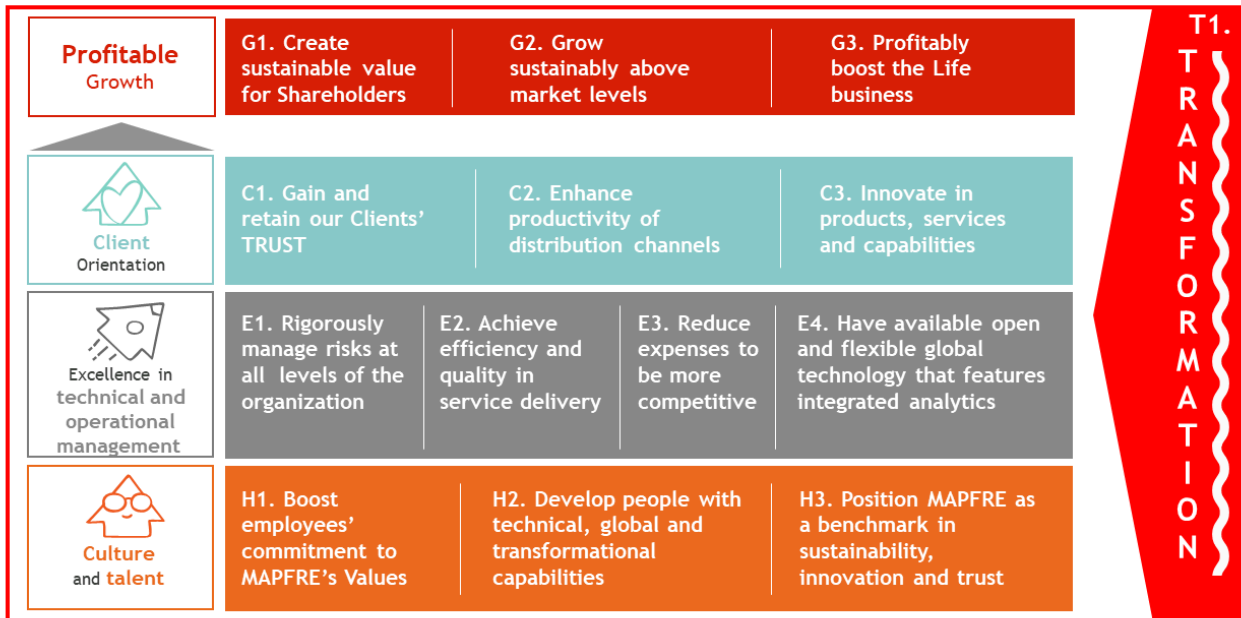 Profitable
Growth
G1. Create
sustainable value
for Shareholders
G2. Grow
sustainably above
market levels
G3. Profitably
boost the Life
business
Client
Orientation
C1. Gain and
retain our Clients’
TRUST
C2. Enhance
productivity of
distribution channels
C3. Innovate in
products, services
and capabilities
Excellence in
technical and
operational
management
E1. Rigorously
manage risks at
all levels of the
organization
E2. Achieve
efficiency and
quality in
service delivery
E3. Reduce
expenses to
be more
competitive
E4. Have available open
and flexible global
technology that features
integrated analytics
Culture
and talent
H1. Boost
employees’
commitment to
MAPFRE’s Values
H2. Develop people with
technical, global and
transformational
capabilities
H3. Position MAPFRE as
a benchmark in
sustainability,
innovation and trust
T1.
TRANSFORMATION